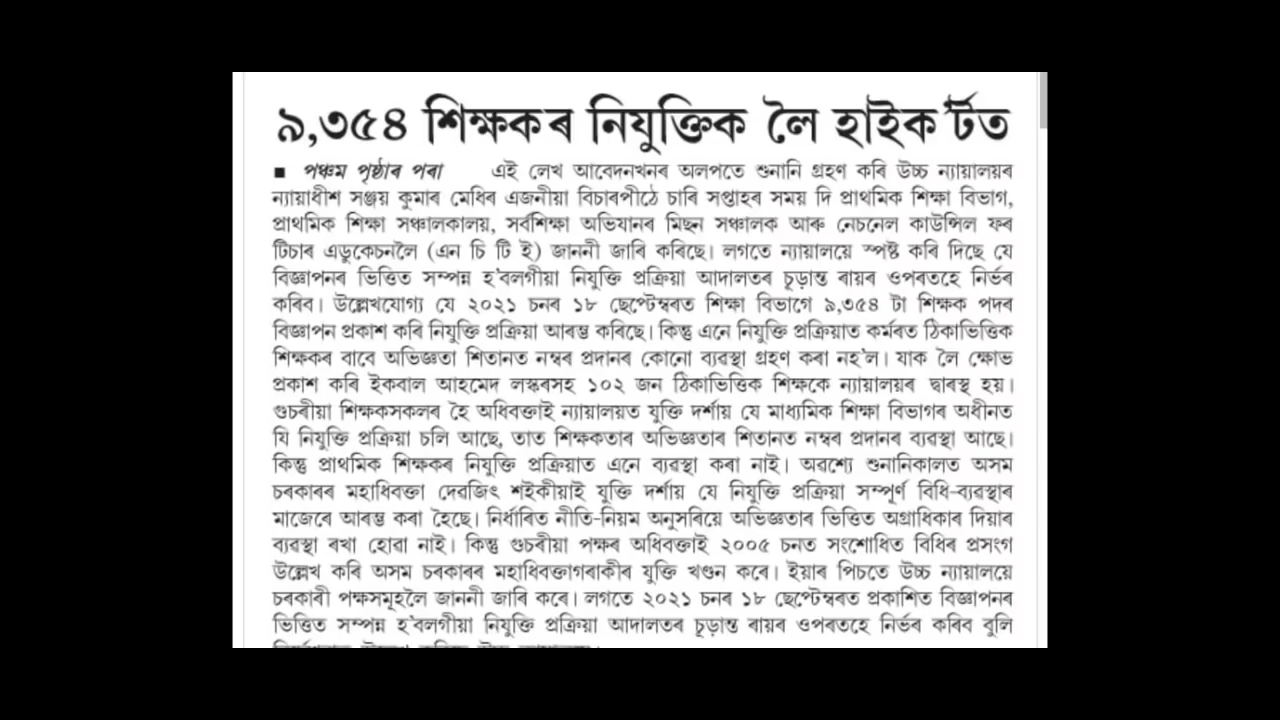 ৯,৩৫৪ শিক্ষকৰ নিযুক্তিক লৈ হাইক'ৰ্টত
■ পঞ্চম পৃষ্ঠাৰ পৰা এই লেখ আবেদনখনৰ অলপতে শুনানি গ্ৰহণ কৰি উচ্চ ন্যায়ালয়ৰ
ন্যায়াধীশ সঞ্জয় কুমাৰ মেধিৰ এজনীয়া বিচাৰপীঠে চাৰি সপ্তাহৰ সময় দি প্ৰাথমিক শিক্ষা বিভাগ,
প্ৰাথমিক শিক্ষা সঞ্চালকালয়, সৰ্বশিক্ষা অভিযানৰ মিছন সঞ্চালক আৰু নেচনেল কাউন্সিল ফৰ
টিচাৰ এডুকেচনলৈ (এন চি টি ই) জাননী জাৰি কৰিছে। লগতে ন্যায়ালয়ে স্পষ্ট কৰি দিছে যে
বিজ্ঞাপনৰ ভিত্তিত সম্পন্ন হ'বলগীয়া নিযুক্তি প্ৰক্ৰিয়া আদালতৰ চূড়ান্ত ৰায়ৰ ওপৰতহে নিৰ্ভৰ
কৰিব। উল্লেখযোগ্য যে ২০২১ চনৰ ১৮ ছেপ্টেম্বৰত শিক্ষা বিভাগে ৯,৩৫৪ টা শিক্ষক পদৰ
বিজ্ঞাপন প্ৰকাশ কৰি নিযুক্তি প্ৰক্ৰিয়া আৰম্ভ কৰিছে। কিন্তু এনে নিযুক্তি প্ৰক্ৰিয়াত কৰ্মৰত ঠিকাভিত্তিক
শিক্ষকৰ বাবে অভিজ্ঞতা শিতানত নম্বৰ প্ৰদানৰ কোনো ব্যৱস্থা গ্ৰহণ কৰা নহ'ল। যাক লৈ ক্ষোভ
প্ৰকাশ কৰি ইকবাল আহমেদ লস্কৰসহ ১০২ জন ঠিকাভিত্তিক শিক্ষকে ন্যায়ালয়ৰ দ্বাৰস্থ হয়।
গুচৰীয়া শিক্ষকসকলৰ হৈ অধিবক্তাই ন্যায়ালয়ত যুক্তি দৰ্শায় যে মাধ্যমিক শিক্ষা বিভাগৰ অধীনত
যি নিযুক্তি প্ৰক্ৰিয়া চলি আছে, তাত শিক্ষকতাৰ অভিজ্ঞতাৰ শিতানত নম্বৰ প্ৰদানৰ ব্যৱস্থা আছে।
কিন্তু প্ৰাথমিক শিক্ষকৰ নিযুক্তি প্ৰক্ৰিয়াত এনে ব্যৱস্থা কৰা নাই। অৱশ্যে শুনানিকালত অসম
চৰকাৰৰ মহাধিবক্তা দেৱজিৎ শইকীয়াই যুক্তি দৰ্শায় যে নিযুক্তি প্ৰক্ৰিয়া সম্পূৰ্ণ বিধি-ব্যৱস্থাৰ
মাজেৰে আৰম্ভ কৰা হৈছে। নিৰ্ধাৰিত নীতি-নিয়ম অনুসৰিয়ে অভিজ্ঞতাৰ ভিত্তিত অগ্ৰাধিকাৰ দিয়াৰ
ব্যৱস্থা ৰখা হোৱা নাই। কিন্তু গুচৰীয়া পক্ষৰ অধিবক্তাই ২০০৫ চনত সংশোধিত বিধিৰ প্ৰসংগ
উল্লেখ কৰি অসম চৰকাৰৰ মহাধিবক্তাগৰাকীৰ যুক্তি খণ্ডন কৰে। ইয়াৰ পিচতে উচ্চ ন্যায়ালয়ে
চৰকাৰী পক্ষসমূহলৈ জাননী জাৰি কৰে। লগতে ২০২১ চনৰ ১৮ ছেপ্টেম্বৰত প্ৰকাশিত বিজ্ঞাপনৰ
ভিত্তিত সম্পন্ন হ'বলগীয়া নিযুক্তি প্ৰক্ৰিয়া আদালতৰ চূড়ান্ত ৰায়ৰ ওপৰতহে নিৰ্ভৰ কৰিব বুলি